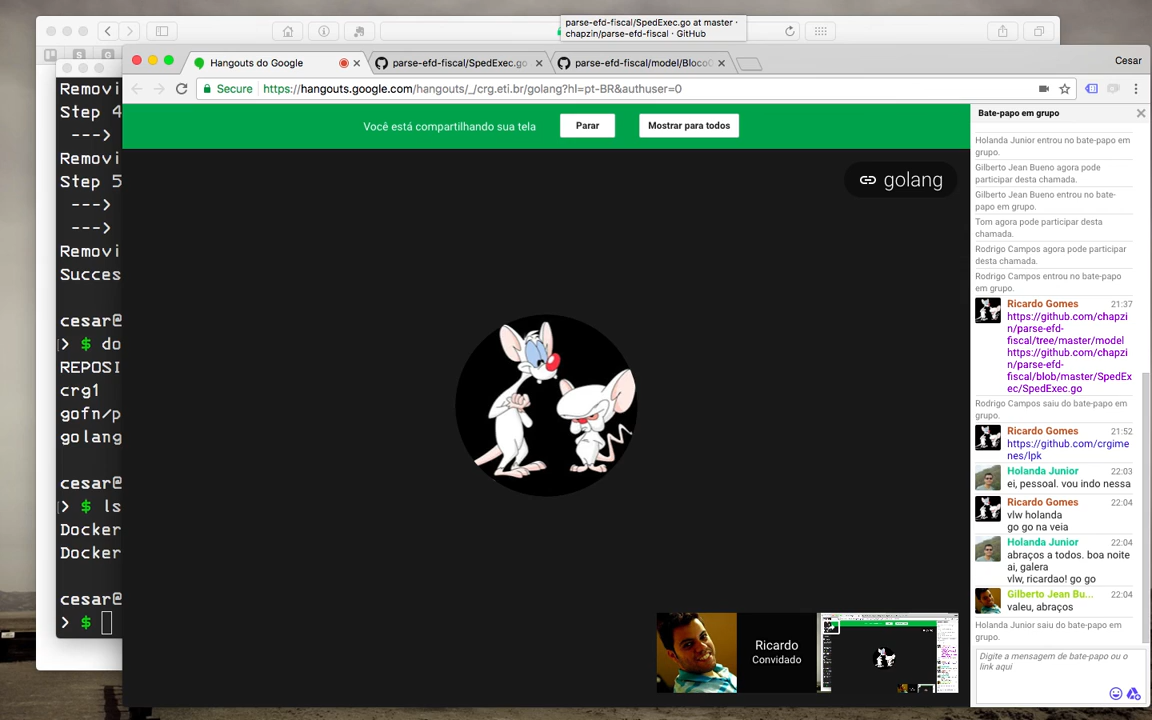 parse-efd-fiscal/SpedExec.go at master ·
chapzin/parse-efd-fiscal · GitHub
Hangouts do Google
parse-efd-fiscal/SpedExec.go
parse-efd-fiscal/model/Bloco
Cesar
Secure
https://hangouts.google.com/hangouts/_/crg.eti.br/golang?hl=pt-BR&authuser=0
Você está compartilhando sua tela
Parar
Mostrar para todos
golang
Removi
Step 4
--->
Removi
Step 5
--->
--->
Removi
Succes
cesar@
> $ do
REPOSI
crg1
gofn/p
golang
cesar@
> $ ls
Docker
Docker
cesar@
> $
Ricardo
Convidado
Bate-papo em grupo
Holanda Junior entrou no bate-papo em
grupo.
Gilberto Jean Bueno agora pode
participar desta chamada.
Gilberto Jean Bueno entrou no bate-
papo em grupo.
Tom agora pode participar desta
chamada.
Rodrigo Campos agora pode participar
desta chamada.
Rodrigo Campos entrou no bate-papo
em grupo.
Ricardo Gomes 21:37
https://github.com/chapzi
n/parse-efd-
fiscal/tree/master/model
https://github.com/chapzi
n/parse-efd-
fiscal/blob/master/SpedEx
ec/SpedExec.go
Rodrigo Campos saiu do bate-papo em
grupo.
Ricardo Gomes 21:52
https://github.com/crgime
nes/lpk
Holanda Junior 22:03
ei, pessoal. vou indo nessa
Ricardo Gomes 22:04
vlw holanda
go go na veia
Holanda Junior 22:04
abraços a todos. boa noite
ai, galera
vlw, ricardao! go go
Gilberto Jean Bu... 22:04
valeu, abraços
Holanda Junior saiu do bate-papo em
grupo.
Digite a mensagem de bate-papo ou o
link aqui